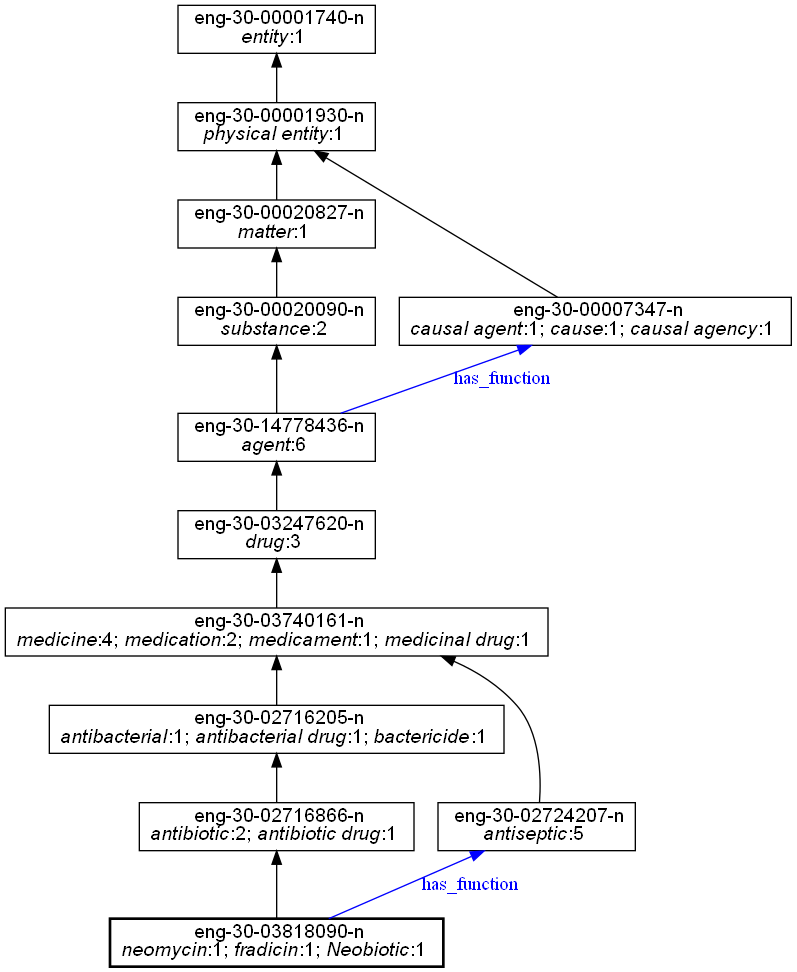 eng-30-00001740-n
entity:1
eng-30-00001930-n
physical entity:1
eng-30-00020827-n
matter:1
eng-30-00020090-n
substance:2
eng-30-00007347-n
causal agent:1; cause:1; causal agency:1
has_function
eng-30-14778436-n
agent:6
eng-30-03247620-n
drug:3
eng-30-03740161-n
medicine:4; medication:2; medicament:1; medicinal drug:1
eng-30-02716205-n
antibacterial:1; antibacterial drug:1; bactericide:1
eng-30-02716866-n
antibiotic:2; antibiotic drug:1
eng-30-02724207-n
antiseptic:5
has_function
eng-30-03818090-n
neomycin:1; fradicin:1; Neobiotic:1